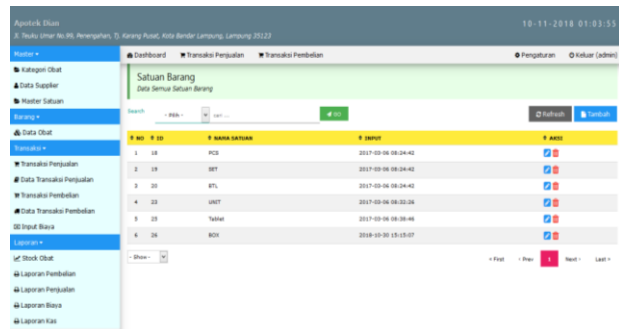 Apotek Dian
10-11-2018 01:03:55
Jl. Teuku Umar No.99, Penengahan, Tj. Karang Pusat, Kota Bandar Lampung, Lampung 35123
Master
Dashboard Transaksi Penjualan Transaksi Pembelian Pengaturan Keluar (admin)
Kategori Obat
Data Supplier
Master Satuan
Barang
Data Obat
Transaksi
Transaksi Penjualan
Data Transaksi Penjualan
Transaksi Pembelian
Data Transaksi Pembelian
Input Biaya
Laporan
Stock Obat
Laporan Pembelian
Laporan Penjualan
Laporan Biaya
Laporan Kas
Satuan Barang
Data Semua Satuan Barang
Search - Pilih - cari ... GO Refresh Tambah
NO ID NAMA SATUAN INPUT AKSI
1 18 PCS 2017-03-06 08:24:42
2 19 SET 2017-03-06 08:24:42
3 20 BTL 2017-03-06 08:24:42
4 23 UNIT 2017-03-06 08:32:26
5 25 Tablet 2017-03-06 08:38:46
6 26 BOX 2018-10-30 15:15:07
- Show - « First ‹ Prev 1 Next › Last »